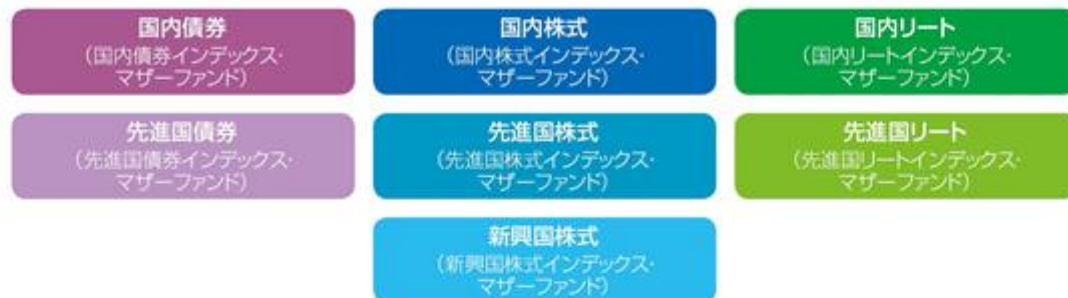 国内債券
（国内債券インデックス・
マザーファンド）
国内株式
（国内株式インデックス・
マザーファンド）
国内リート
（国内リートインデックス・
マザーファンド）
先進国債券
（先進国債券インデックス・
マザーファンド）
先進国株式
（先進国株式インデックス・
マザーファンド）
先進国リート
（先進国リートインデックス・
マザーファンド）
新興国株式
（新興国株式インデックス・
マザーファンド）